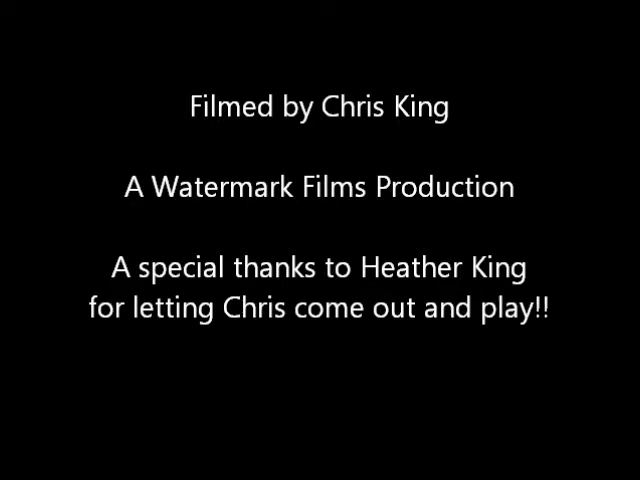 Filmed by Chris King
A Watermark Films Production
A special thanks to Heather King
for letting Chris come out and play!!